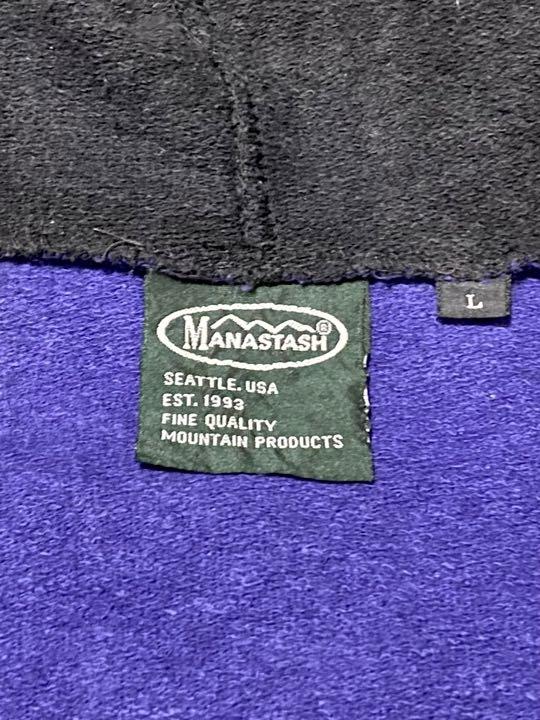 MANASTASH®
SEATTLE. USA
EST. 1993
FINE QUALITY
MOUNTAIN PRODUCTS
L